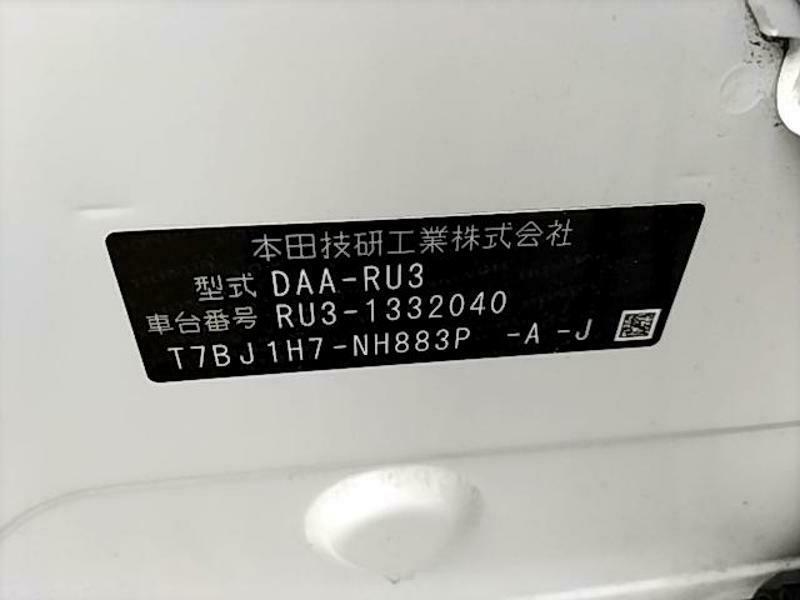 本田技研工業株式会社
型式 DAA-RU3
車台番号 RU3-1332040
T7BJ1H7-NH883P -A -J